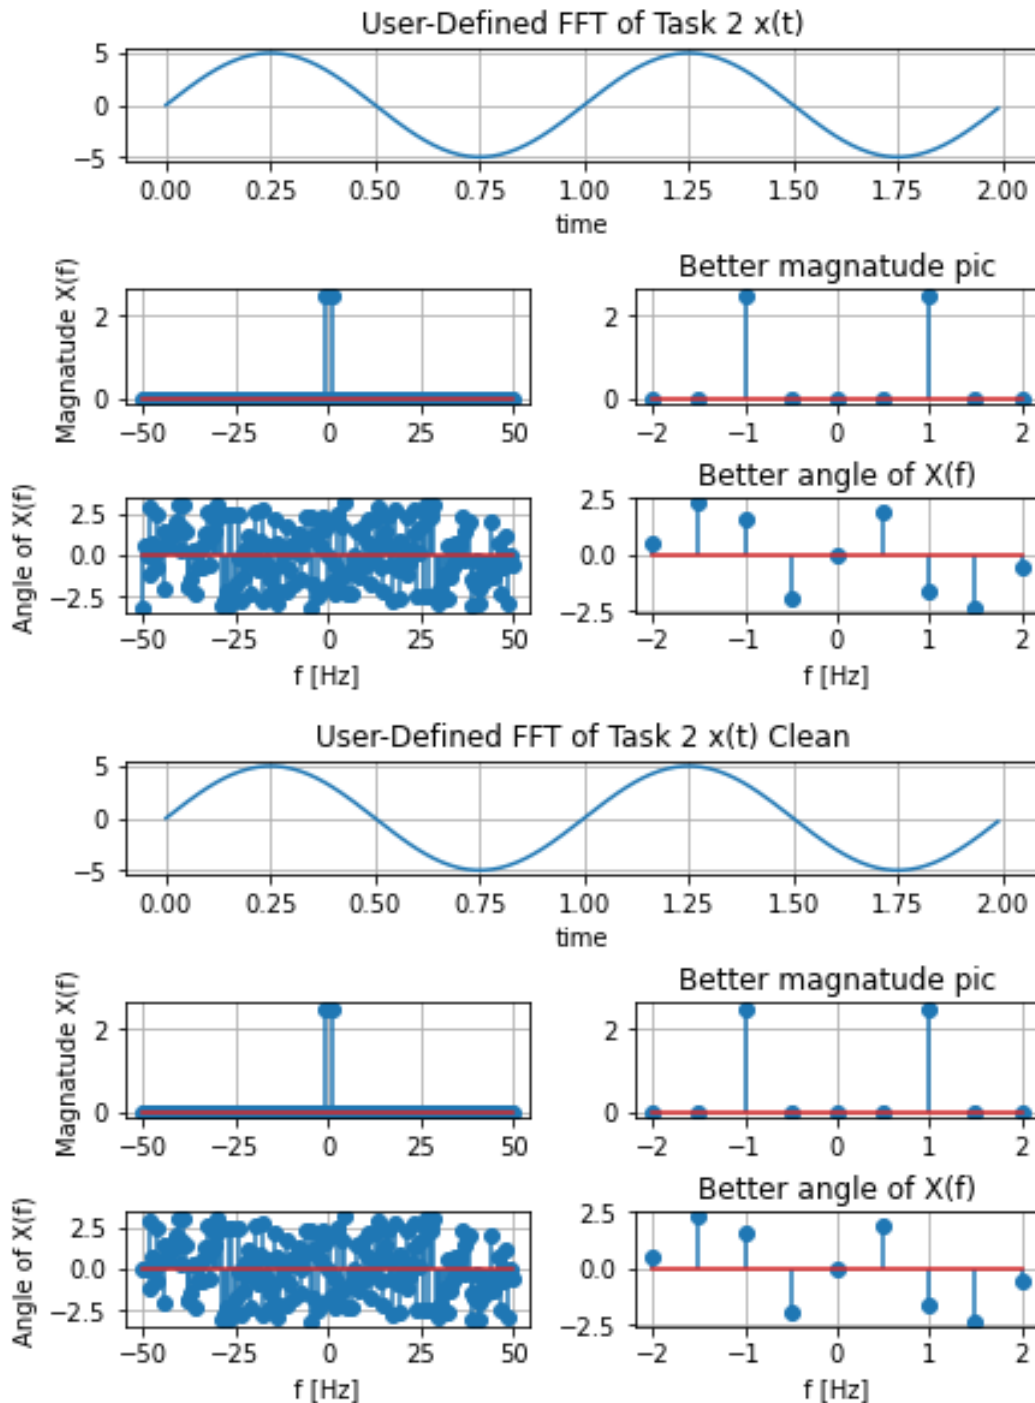 User-Defined FFT of Task 2 x(t)
5
0
−5
0.00 0.25 0.50 0.75 1.00 1.25 1.50 1.75 2.00
time
Better magnatude pic
Magnatude X(f)
2
0
−50 −25 0 25 50
2
0
−2 −1 0 1 2
Better angle of X(f)
Angle of X(f)
2.5
0.0
−2.5
−50 −25 0 25 50
f [Hz]
2.5
0.0
−2.5
−2 −1 0 1 2
f [Hz]
User-Defined FFT of Task 2 x(t) Clean
5
0
−5
0.00 0.25 0.50 0.75 1.00 1.25 1.50 1.75 2.00
time
Better magnatude pic
Magnatude X(f)
2
0
−50 −25 0 25 50
2
0
−2 −1 0 1 2
Better angle of X(f)
Angle of X(f)
2.5
0.0
−2.5
−50 −25 0 25 50
f [Hz]
2.5
0.0
−2.5
−2 −1 0 1 2
f [Hz]